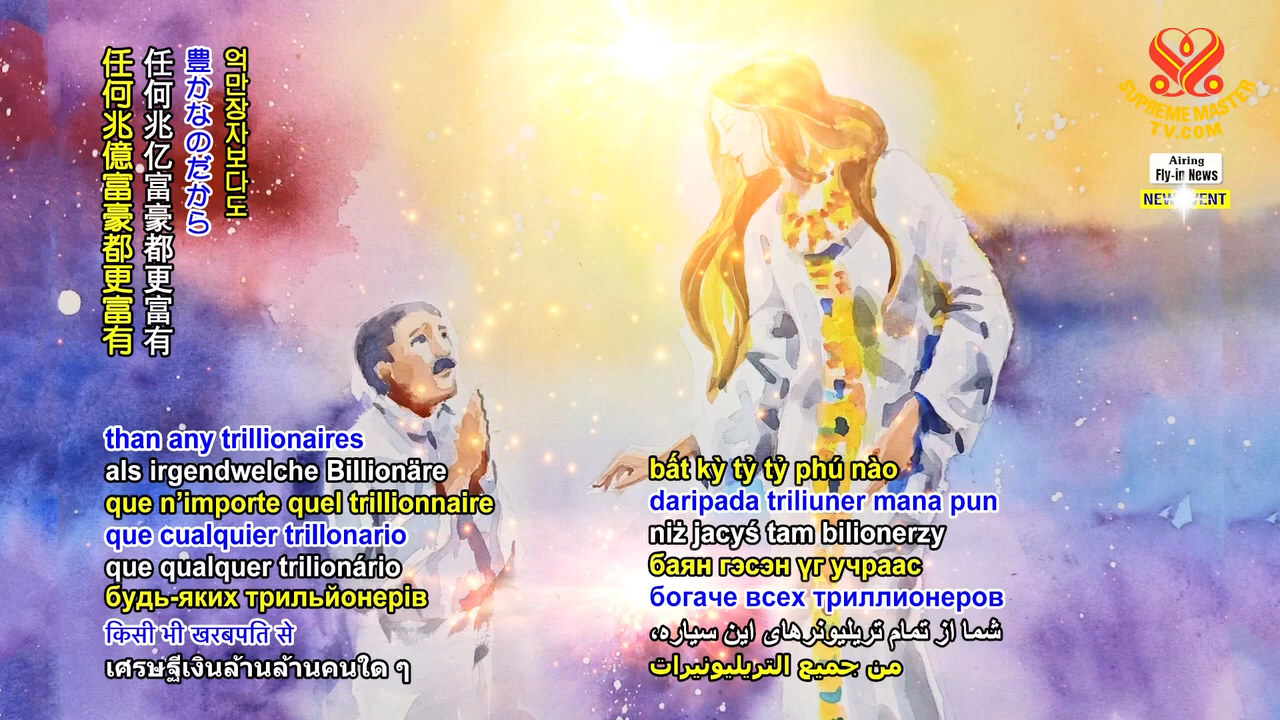 任何兆億富豪都更富有
任何兆亿富豪都更富有
豊かなのだから
억만장자보다도
than any trillionaires
als irgendwelche Billionäre
que n’importe quel trillionnaire
que cualquier trillonario
que qualquer trilionário
будь-яких трильйонерів
किसी भी खरबपति से
เศรษฐีเงินล้านล้านคนใด ๆ
bất kỳ tỷ tỷ phú nào
daripada triliuner mana pun
niż jacyś tam bilionerzy
баян гэсэн үг учраас
богаче всех триллионеров
شما از تمام تریلیونرهای این سیاره،
من جميع التريليونيرات
SUPREME MASTER
TV.COM
Airing
Fly-in News